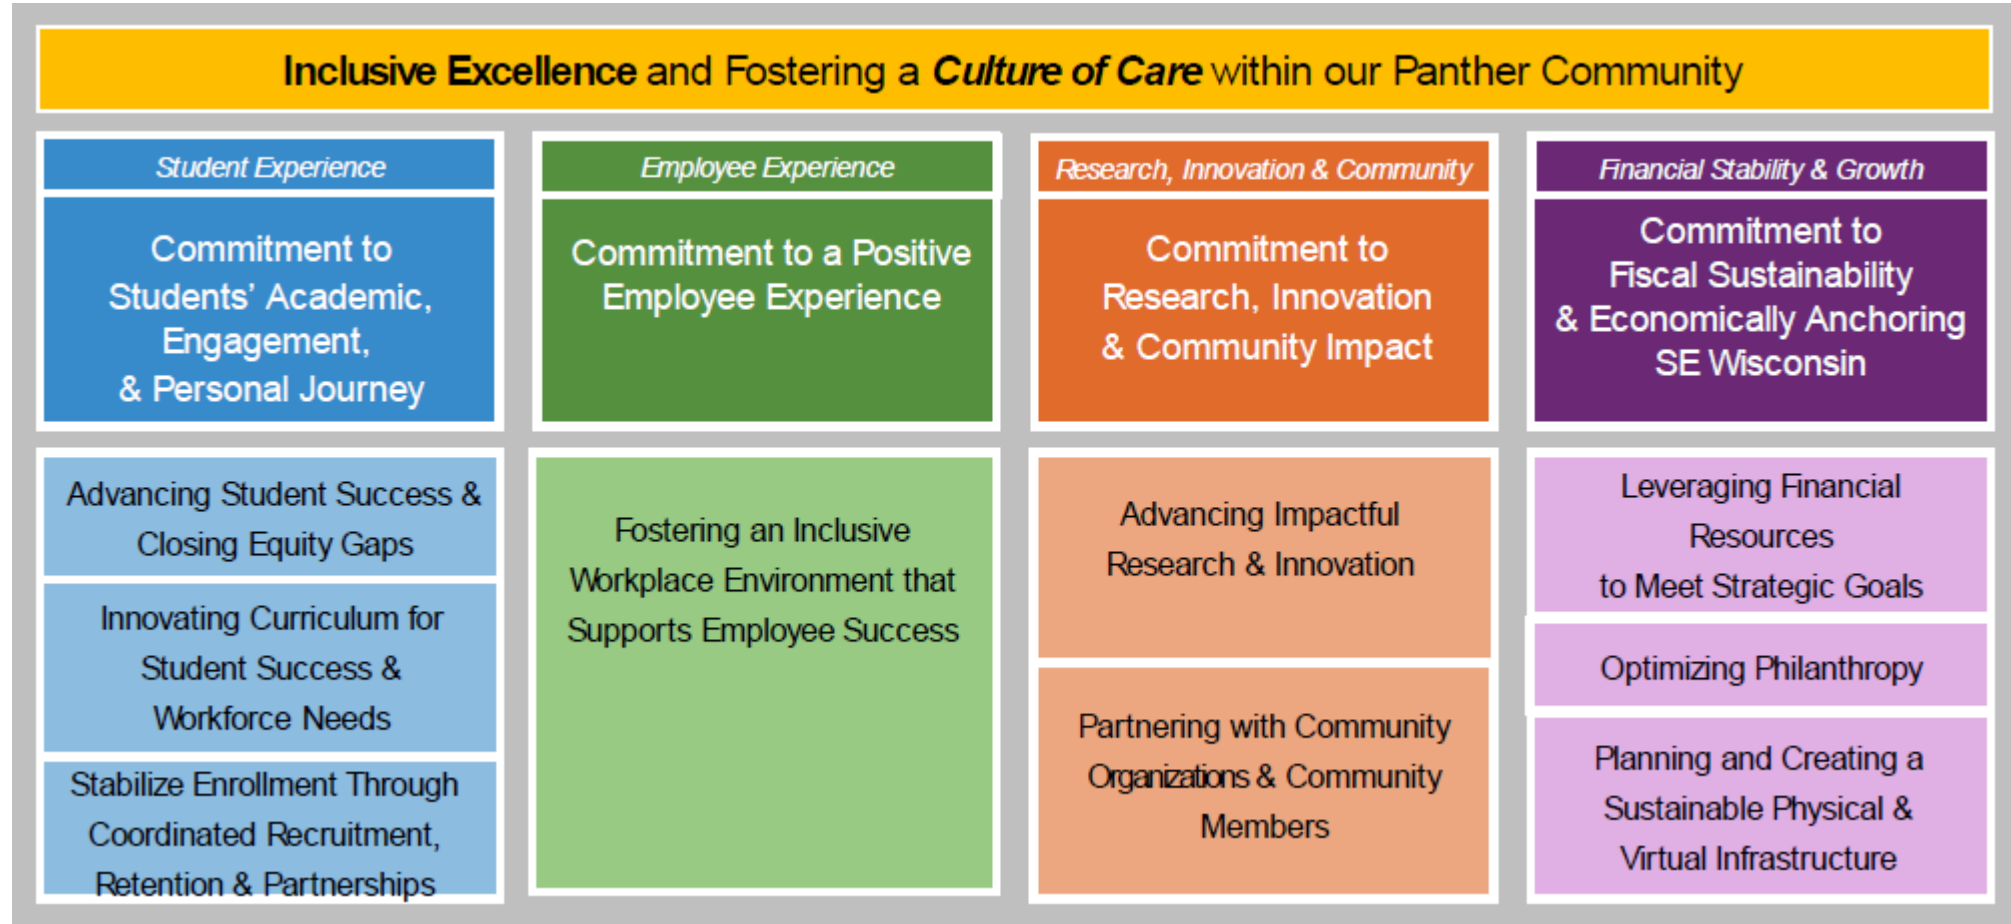 Inclusive Excellence and Fostering a Culture of Care within our Panther Community
Student Experience
Commitment to
Students’ Academic,
Engagement,
& Personal Journey
Advancing Student Success &
Closing Equity Gaps
Innovating Curriculum for
Student Success &
Workforce Needs
Stabilize Enrollment Through
Coordinated Recruitment,
Retention & Partnerships
Employee Experience
Commitment to a Positive
Employee Experience
Fostering an Inclusive
Workplace Environment that
Supports Employee Success
Research, Innovation & Community
Commitment to
Research, Innovation
& Community Impact
Advancing Impactful
Research & Innovation
Partnering with Community
Organizations & Community
Members
Financial Stability & Growth
Commitment to
Fiscal Sustainability
& Economically Anchoring
SE Wisconsin
Leveraging Financial
Resources
to Meet Strategic Goals
Optimizing Philanthropy
Planning and Creating a
Sustainable Physical &
Virtual Infrastructure